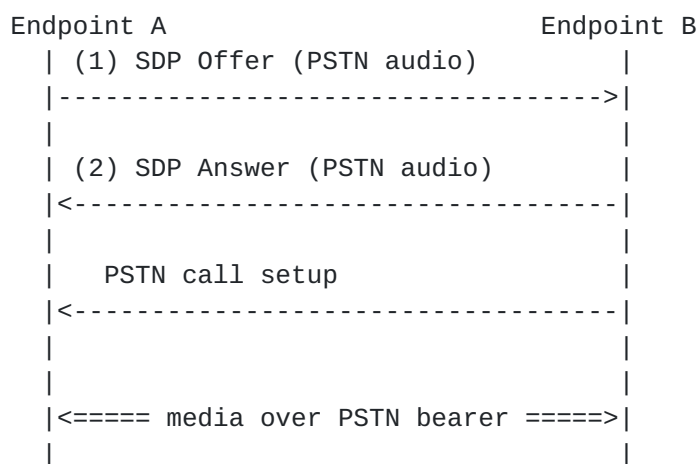 Endpoint A                        Endpoint B
  | (1) SDP Offer (PSTN audio)         |
  |----------------------------------->|
  |                                    |
  | (2) SDP Answer (PSTN audio)        |
  |<-----------------------------------|
  |                                    |
  |   PSTN call setup                  |
  |<-----------------------------------|
  |                                    |
  |                                    |
  |<===== media over PSTN bearer =====>|
  |                                    |